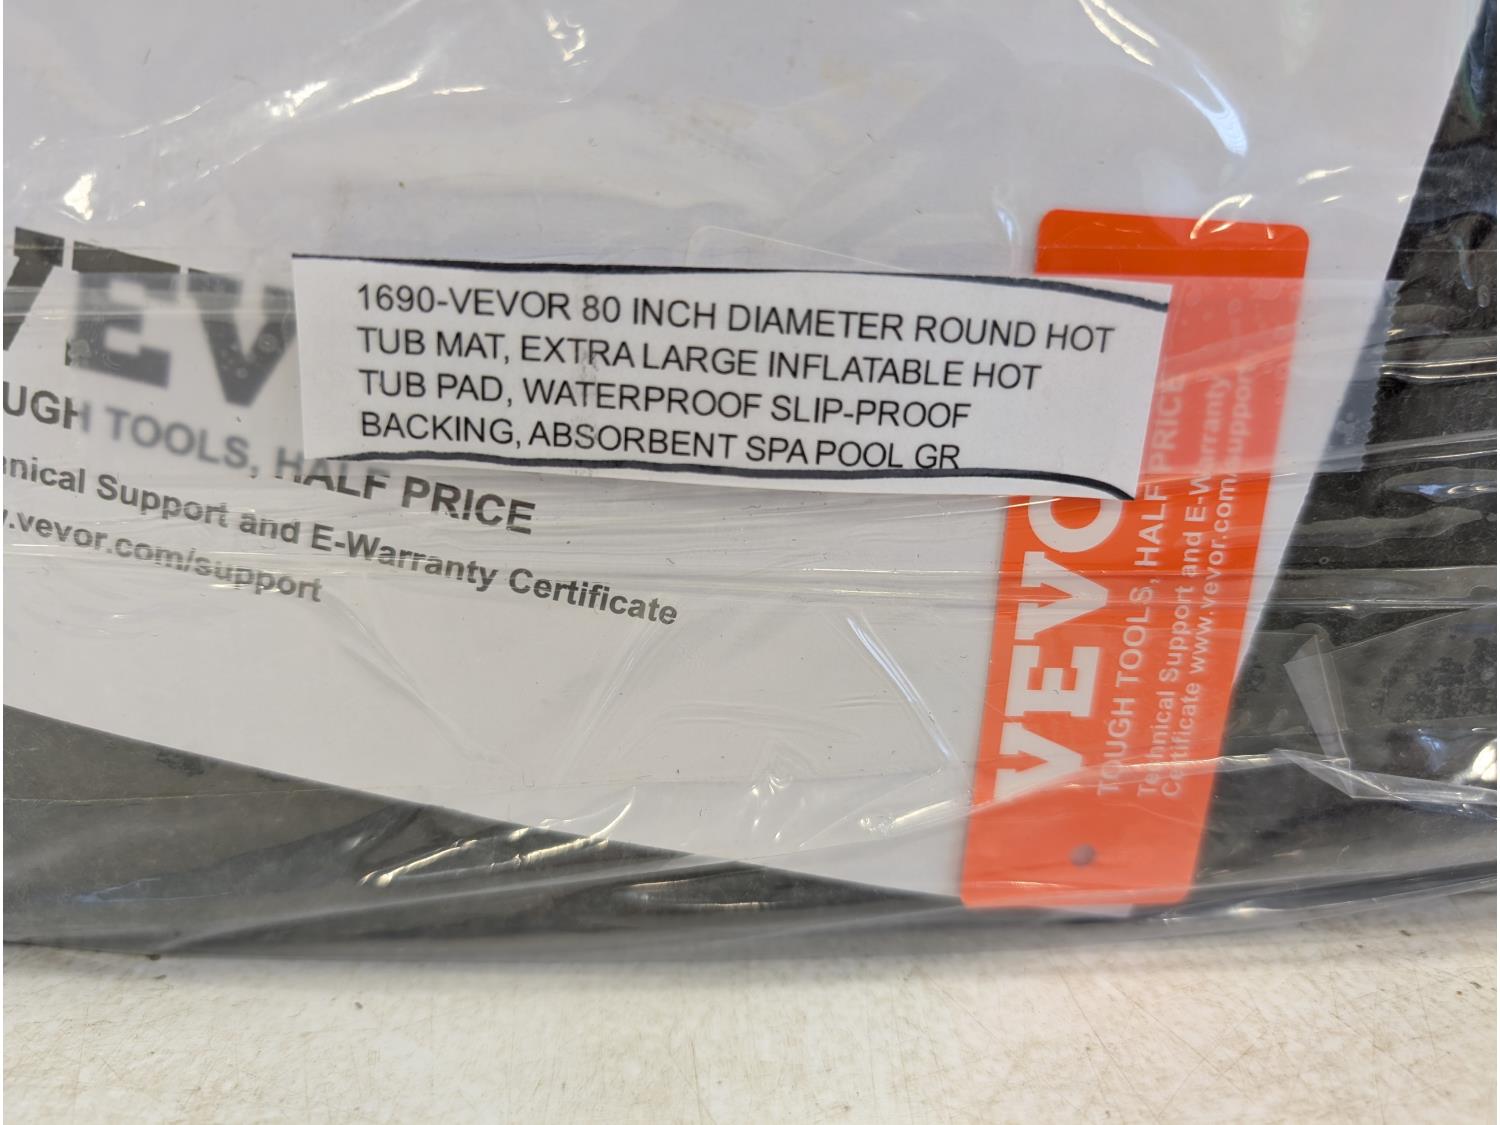 VEV
UGH TOOLS, HALF PRICE
nical Support and E-Warranty Certificate
.vevor.com/support
1690-VEVOR 80 INCH DIAMETER ROUND HOT
TUB MAT, EXTRA LARGE INFLATABLE HOT
TUB PAD, WATERPROOF SLIP-PROOF
BACKING, ABSORBENT SPA POOL GR
VEVO
TOUGH TOOLS, HALF PRICE
Technical Support and E-Warranty
Certificate www.vevor.com/support